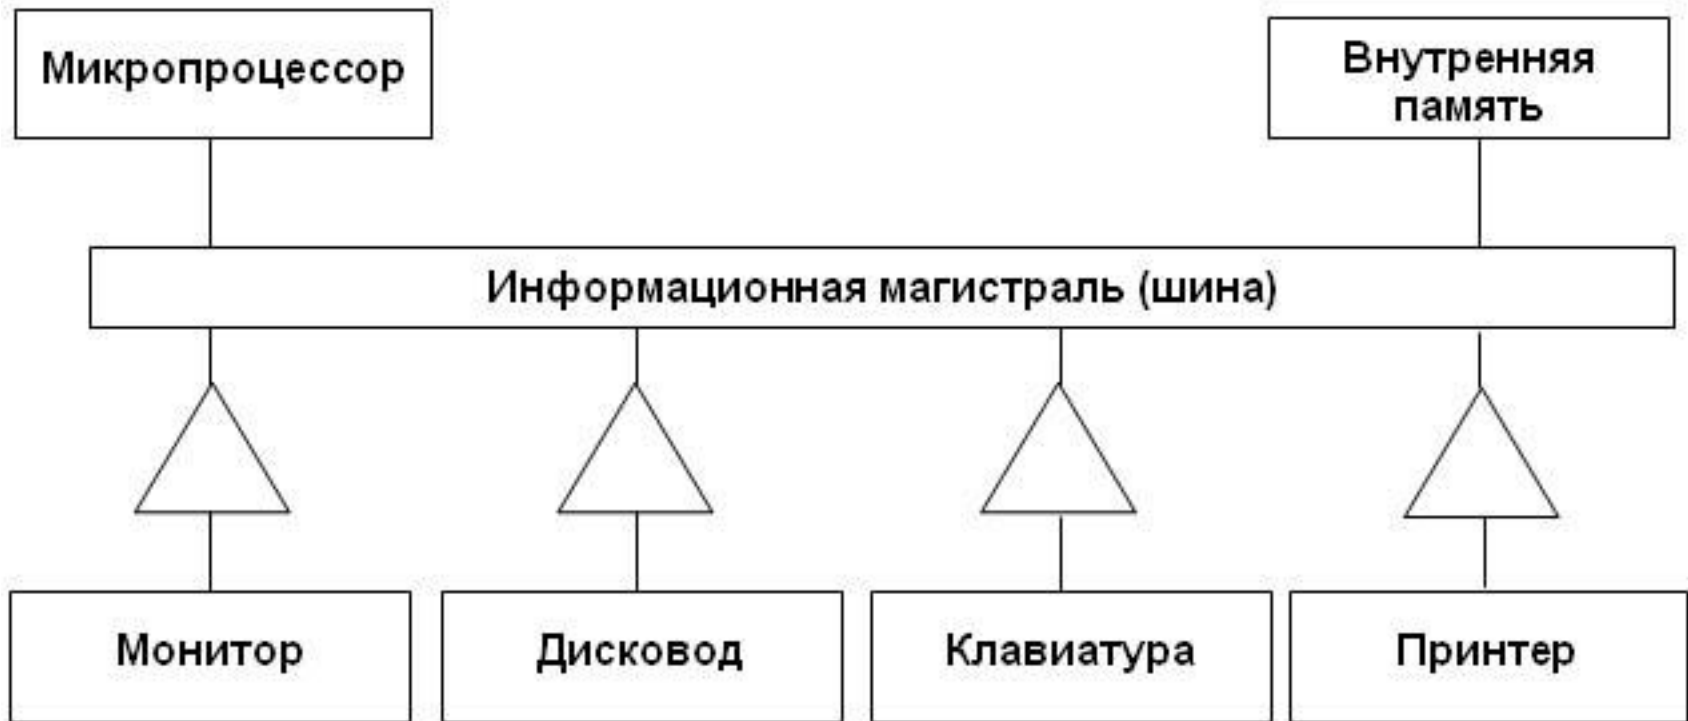 Микропроцессор
Внутренняя
память
Информационная магистраль (шина)
Монитор
Дисковод
Клавиатура
Принтер